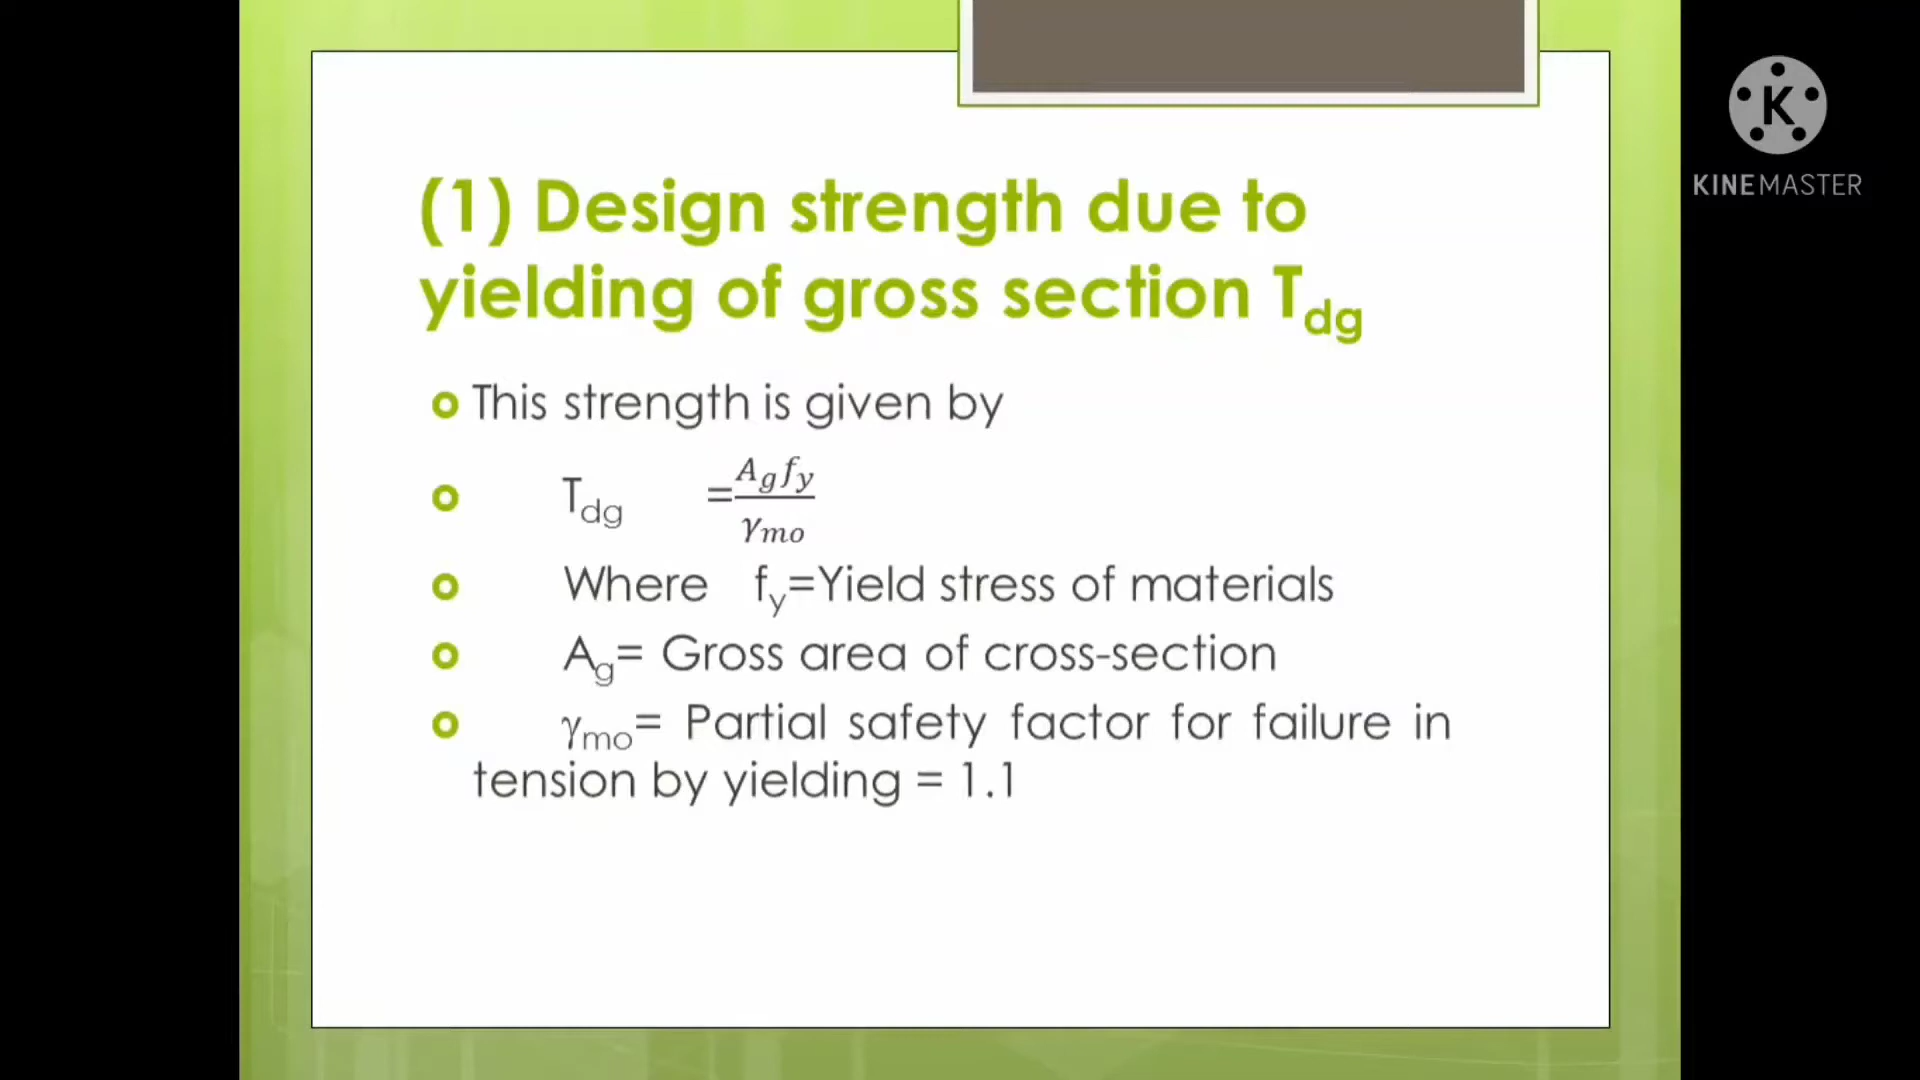 (1) Design strength due to
yielding of gross section Tdg
This strength is given by
Tdg =Agfy/γmo
Where fy=Yield stress of materials
Ag= Gross area of cross-section
γmo= Partial safety factor for failure in
tension by yielding = 1.1
K
KINEMASTER